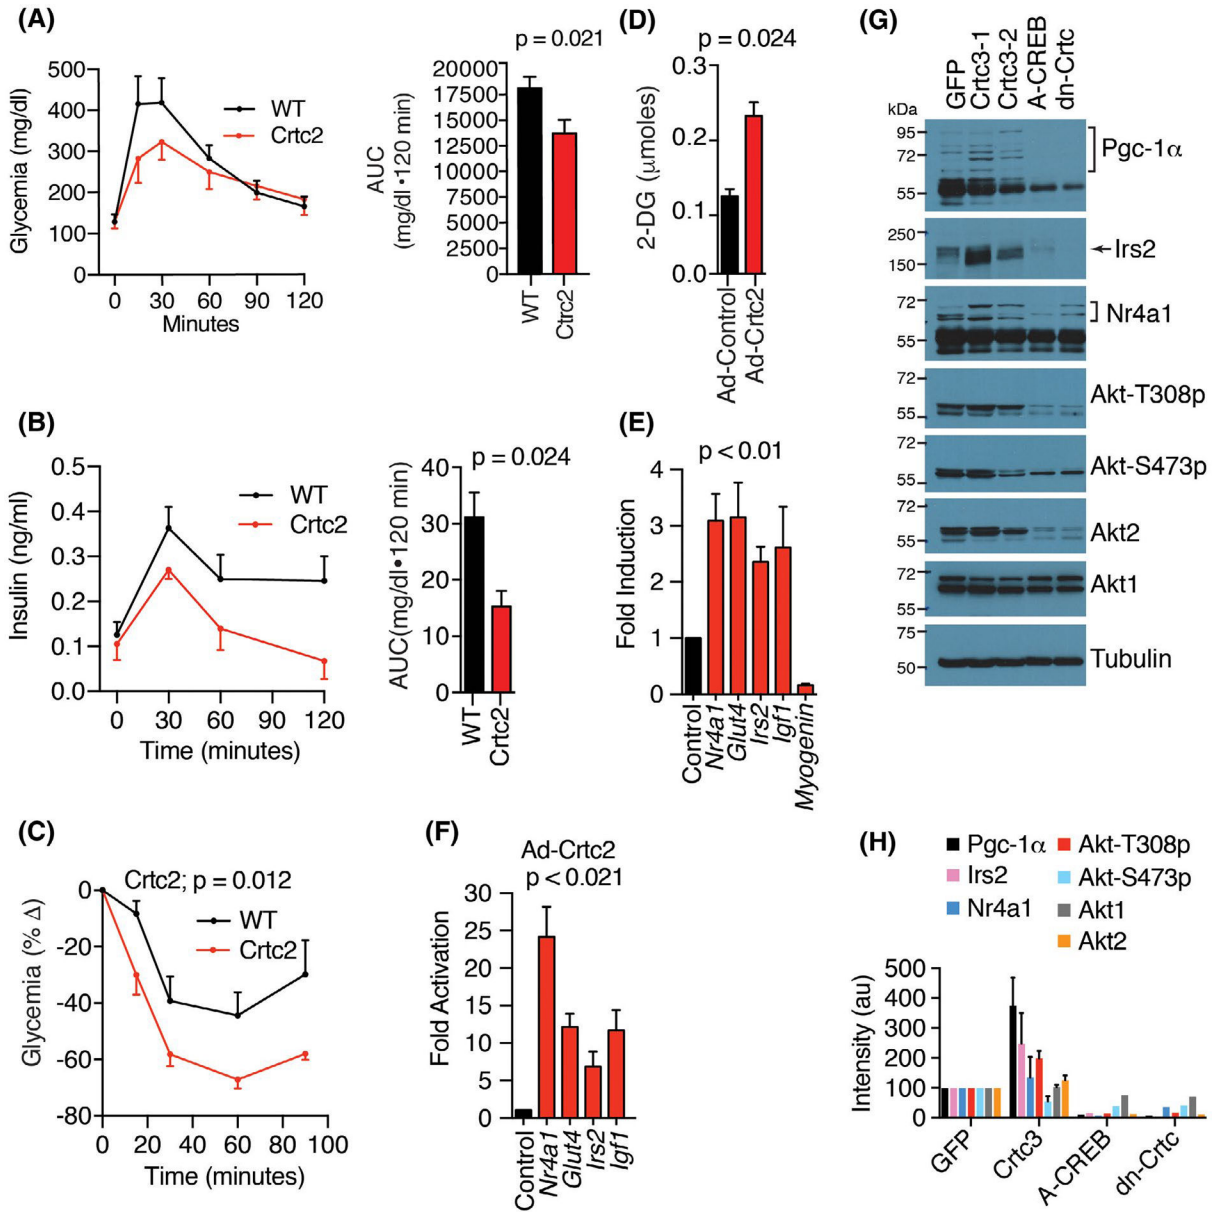 (A)
Glycemia (mg/dl)
500
400
300
200
100
0
WT
Crtc2
0 30 60 90 120
Minutes
p = 0.021
AUC
(mg/dl•120 min)
20000
17500
15000
12500
10000
7500
5000
2500
0
WT
Ctrc2
(D)
p = 0.024
2-DG (μmoles)
0.3
0.2
0.1
0.0
Ad-Control
Ad-Crtc2
(B)
Insulin (ng/ml)
0.5
0.4
0.3
0.2
0.1
0.0
WT
Crtc2
0 30 60 90 120
Time (minutes)
p = 0.024
AUC(mg/dl•120 min)
40
30
20
10
0
WT
Crtc2
(E)
p < 0.01
Fold Induction
4
3
2
1
0
Control
Nr4a1
Glut4
Irs2
Igf1
Myogenin
(C)
Crtc2; p = 0.012
Glycemia (% Δ)
0
-20
-40
-60
-80
WT
Crtc2
0 20 40 60 80 100
Time (minutes)
(F)
Ad-Crtc2
p < 0.021
Fold Activation
30
25
20
15
10
5
0
Control
Nr4a1
Glut4
Irs2
Igf1
(G)
GFP
Crtc3-1
Crtc3-2
A-CREB
dn-Crtc
kDa
95
72
55
Pgc-1α
250
150
Irs2
72
55
Nr4a1
72
55
Akt-T308p
72
55
Akt-S473p
72
55
Akt2
72
55
Akt1
75
50
Tubulin
(H)
Pgc-1α
Irs2
Nr4a1
Akt-T308p
Akt-S473p
Akt1
Akt2
Intensity (au)
500
400
300
200
100
0
GFP
Crtc3
A-CREB
dn-Crtc